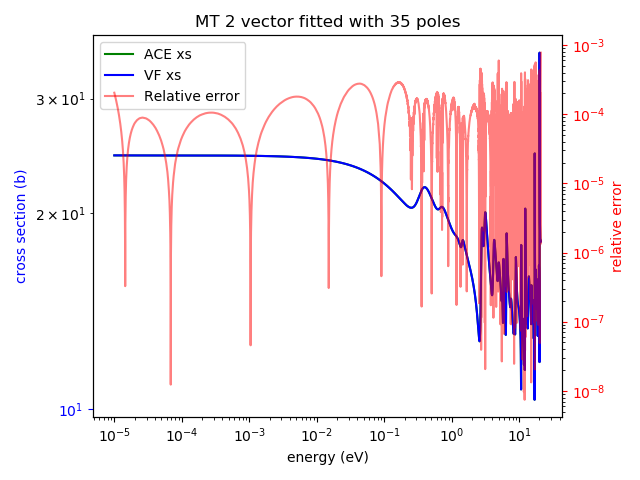 MT 2 vector fitted with 35 poles
ACE xs
VF xs
Relative error
cross section (b)
3 × 10¹
2 × 10¹
10¹
10⁻³
10⁻⁴
10⁻⁵
10⁻⁶
10⁻⁷
10⁻⁸
relative error
10⁻⁵ 10⁻⁴ 10⁻³ 10⁻² 10⁻¹ 10⁰ 10¹
energy (eV)